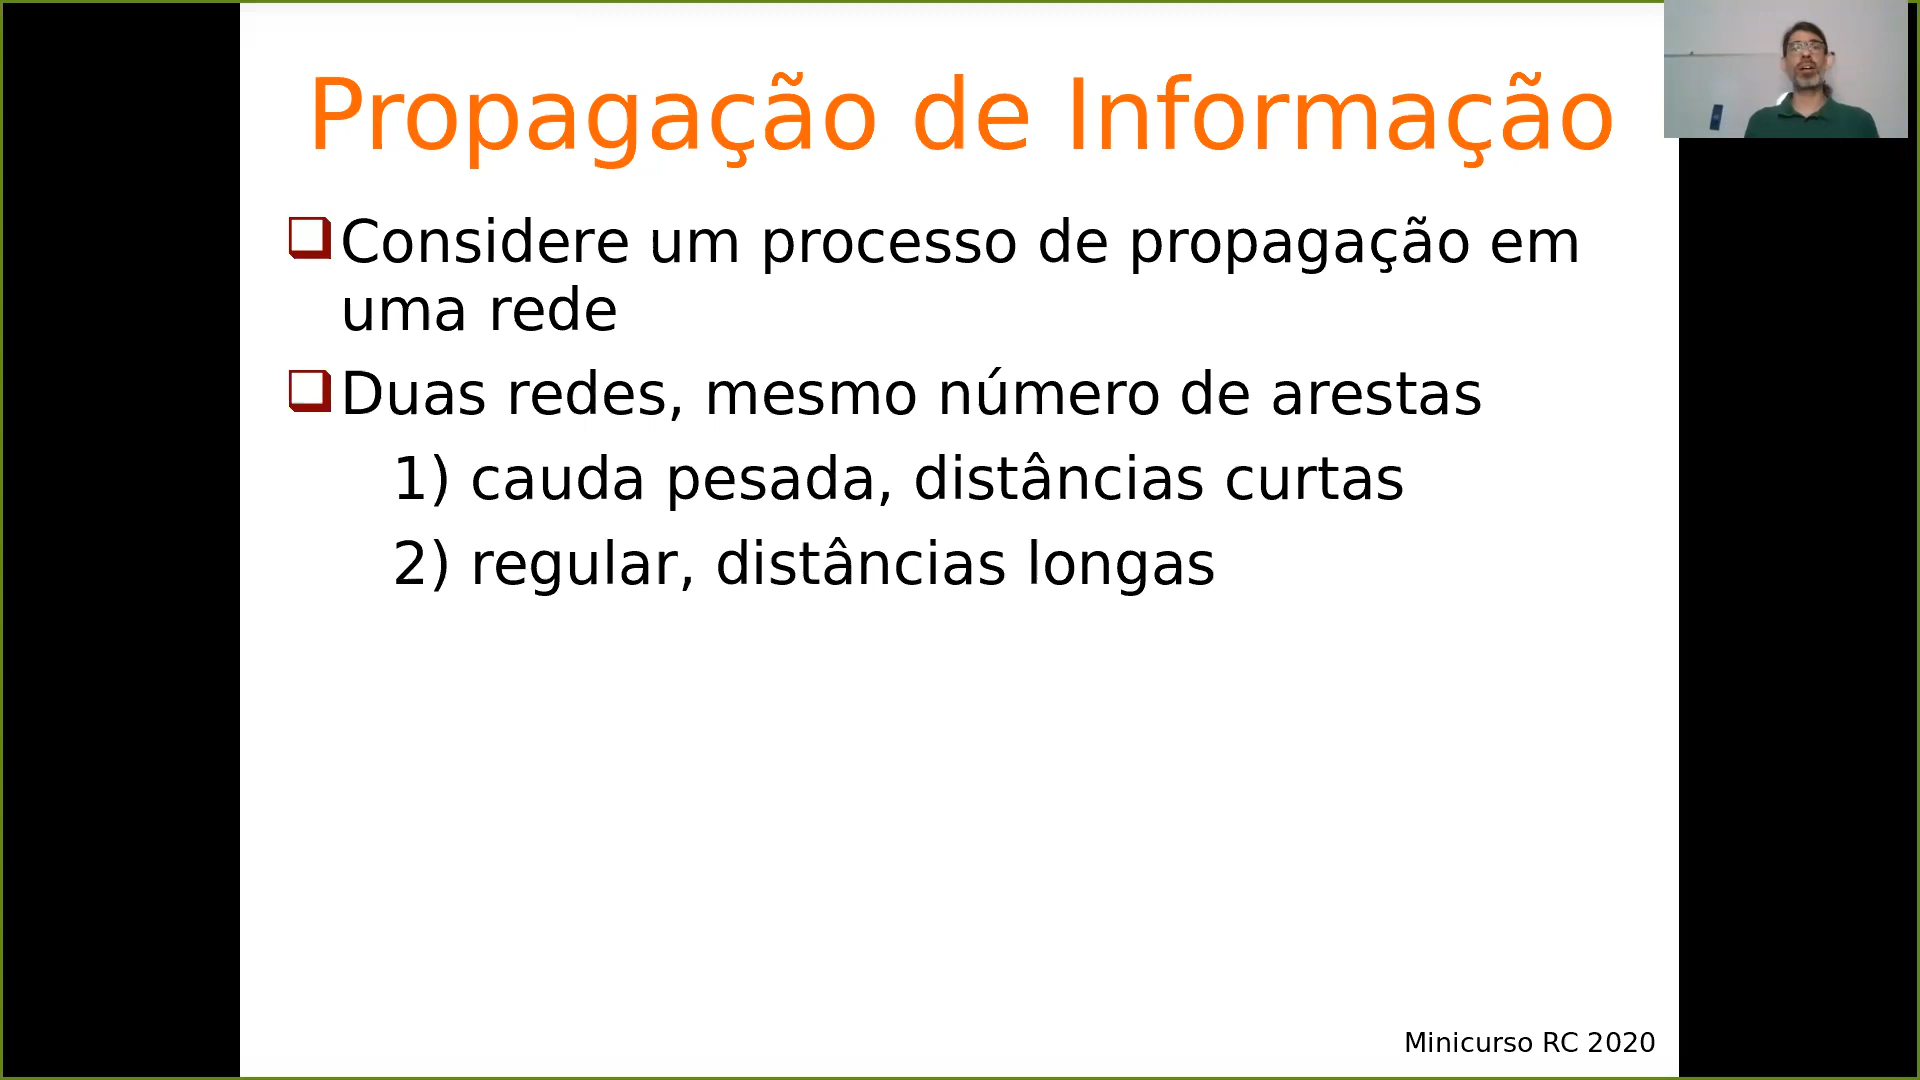 Propagação de Informação
Considere um processo de propagação em
uma rede
Duas redes, mesmo número de arestas
1) cauda pesada, distâncias curtas
2) regular, distâncias longas
Minicurso RC 2020